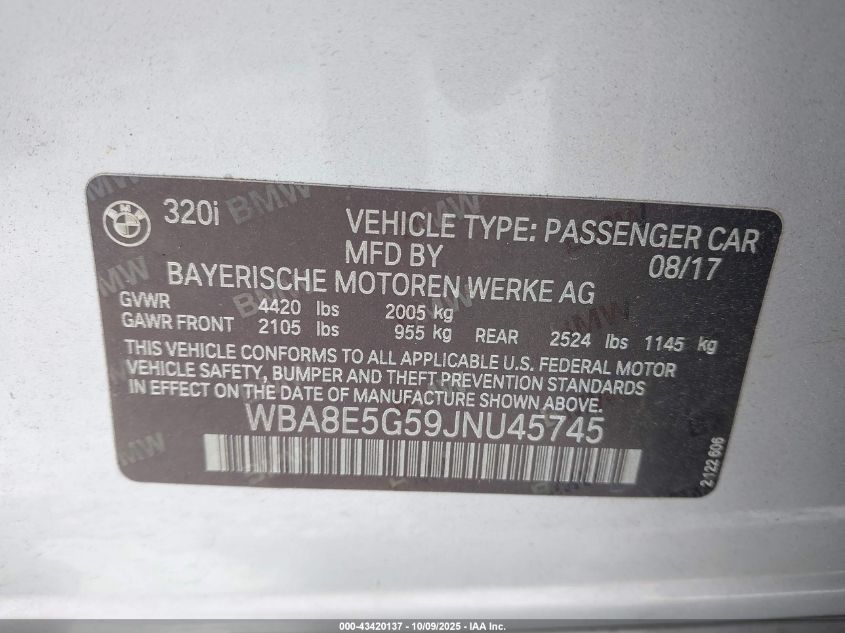 320i
VEHICLE TYPE: PASSENGER CAR
MFD BY
08/17
BAYERISCHE MOTOREN WERKE AG
GVWR 4420 lbs 2005 kg
GAWR FRONT 2105 lbs 955 kg REAR 2524 lbs 1145 kg
THIS VEHICLE CONFORMS TO ALL APPLICABLE U.S. FEDERAL MOTOR
VEHICLE SAFETY, BUMPER AND THEFT PREVENTION STANDARDS
IN EFFECT ON THE DATE OF MANUFACTURE SHOWN ABOVE.
WBA8E5G59JNU45745
2 122 606
000-43420137 - 10/09/2025 - IAA Inc.